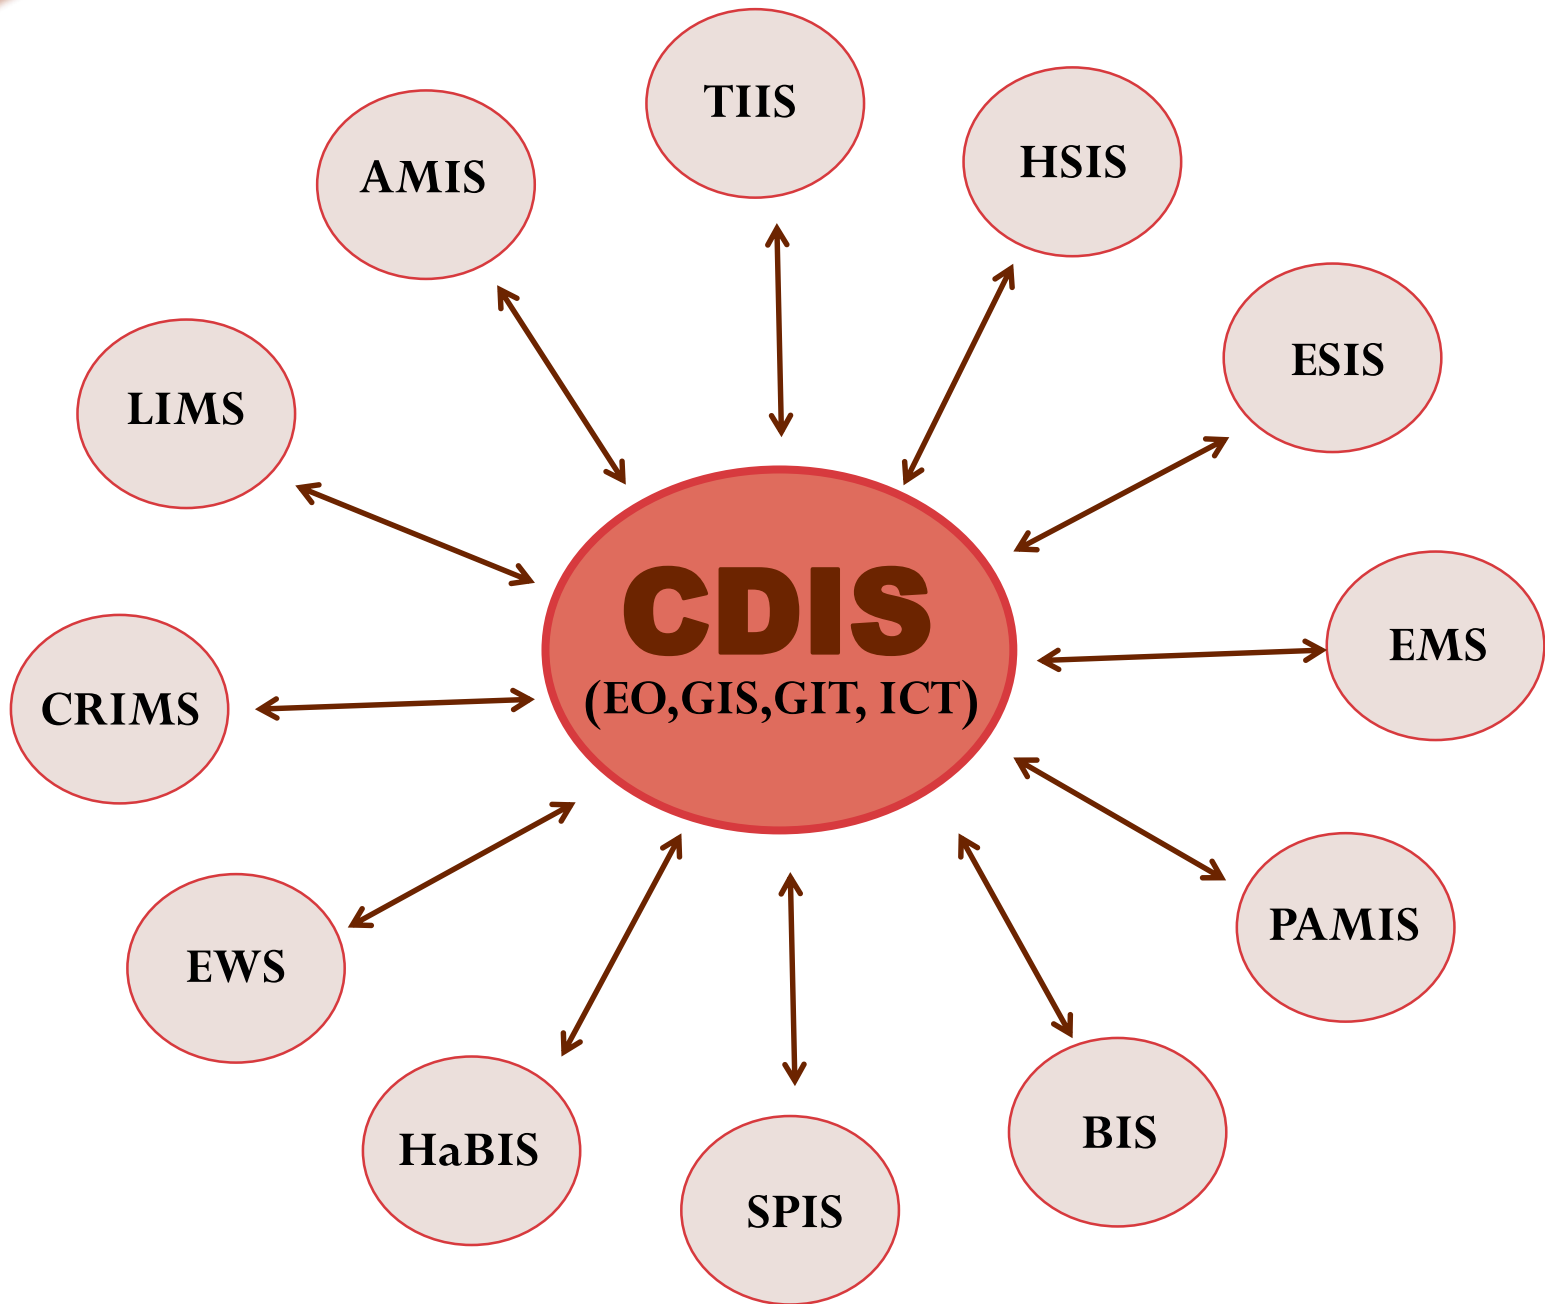 TIIS
HSIS
AMIS
ESIS
LIMS
CDIS
(EO,GIS,GIT, ICT)
EMS
CRIMS
PAMIS
EWS
BIS
HaBIS
SPIS